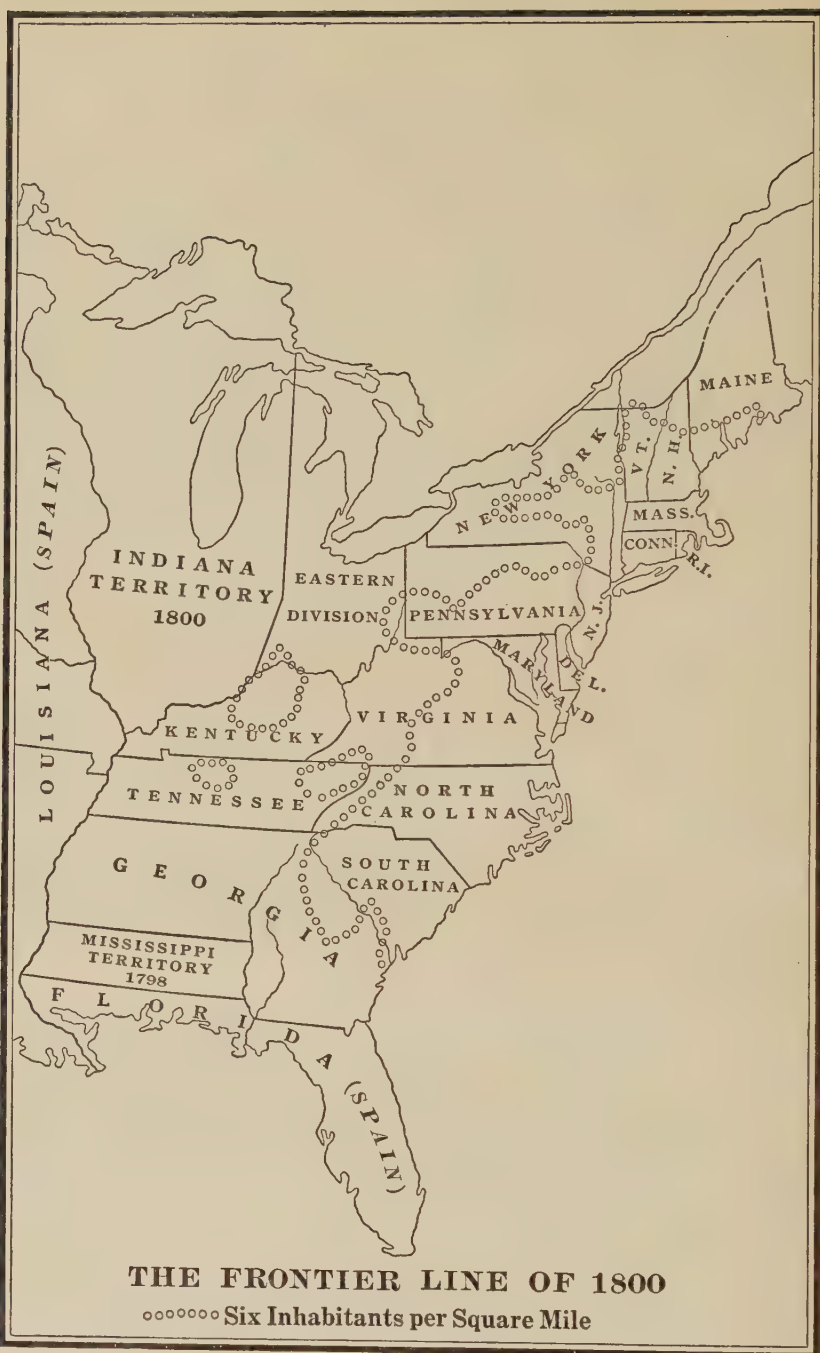 MAINE
VT.
N. H.
NEW YORK
MASS.
CONN.
R.I.
LOUISIANA (SPAIN)
INDIANA
TERRITORY
1800
EASTERN
DIVISION
PENNSYLVANIA
N. J.
MARYLAND
DEL.
VIRGINIA
KENTUCKY
TENNESSEE
NORTH
CAROLINA
SOUTH
CAROLINA
GEORGIA
MISSISSIPPI
TERRITORY
1798
FLORIDA (SPAIN)
THE FRONTIER LINE OF 1800
Six Inhabitants per Square Mile